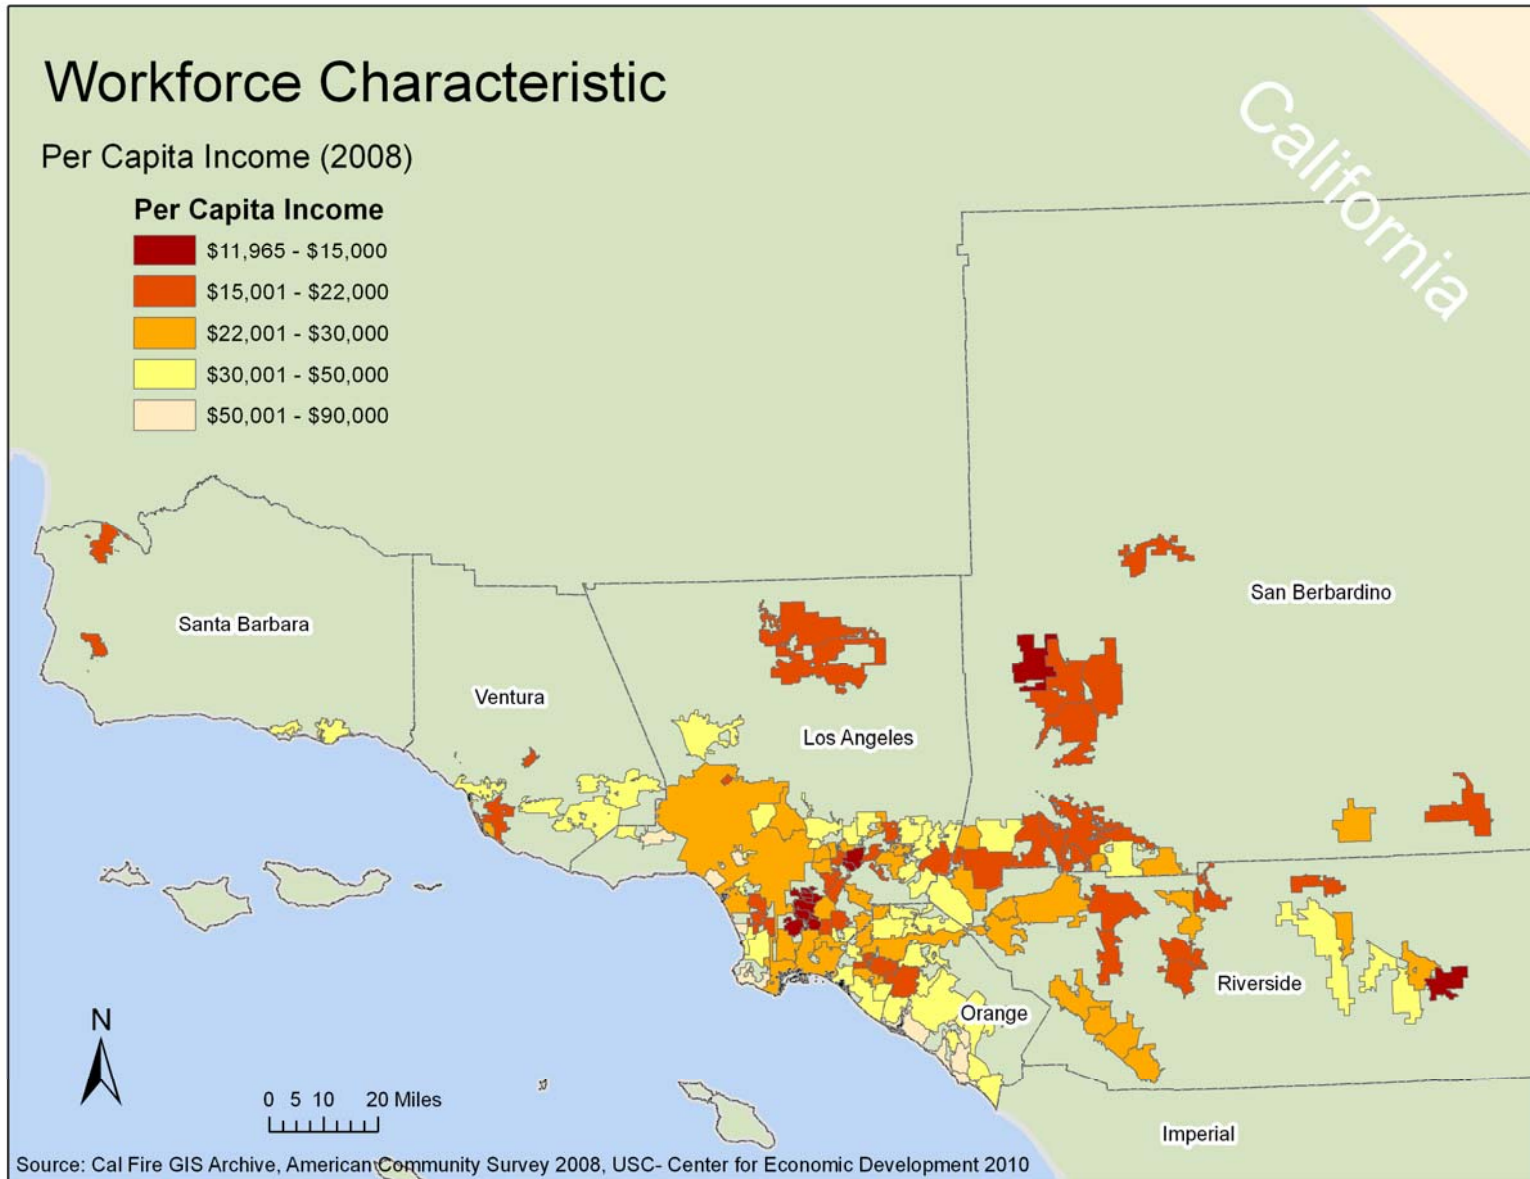 Workforce Characteristic
Per Capita Income (2008)
Per Capita Income
$11,965 - $15,000
$15,001 - $22,000
$22,001 - $30,000
$30,001 - $50,000
$50,001 - $90,000
California
San Berbardino
Santa Barbara
Ventura
Los Angeles
Riverside
Orange
Imperial
N
0 5 10 20 Miles
Source: Cal Fire GIS Archive, American Community Survey 2008, USC- Center for Economic Development 2010